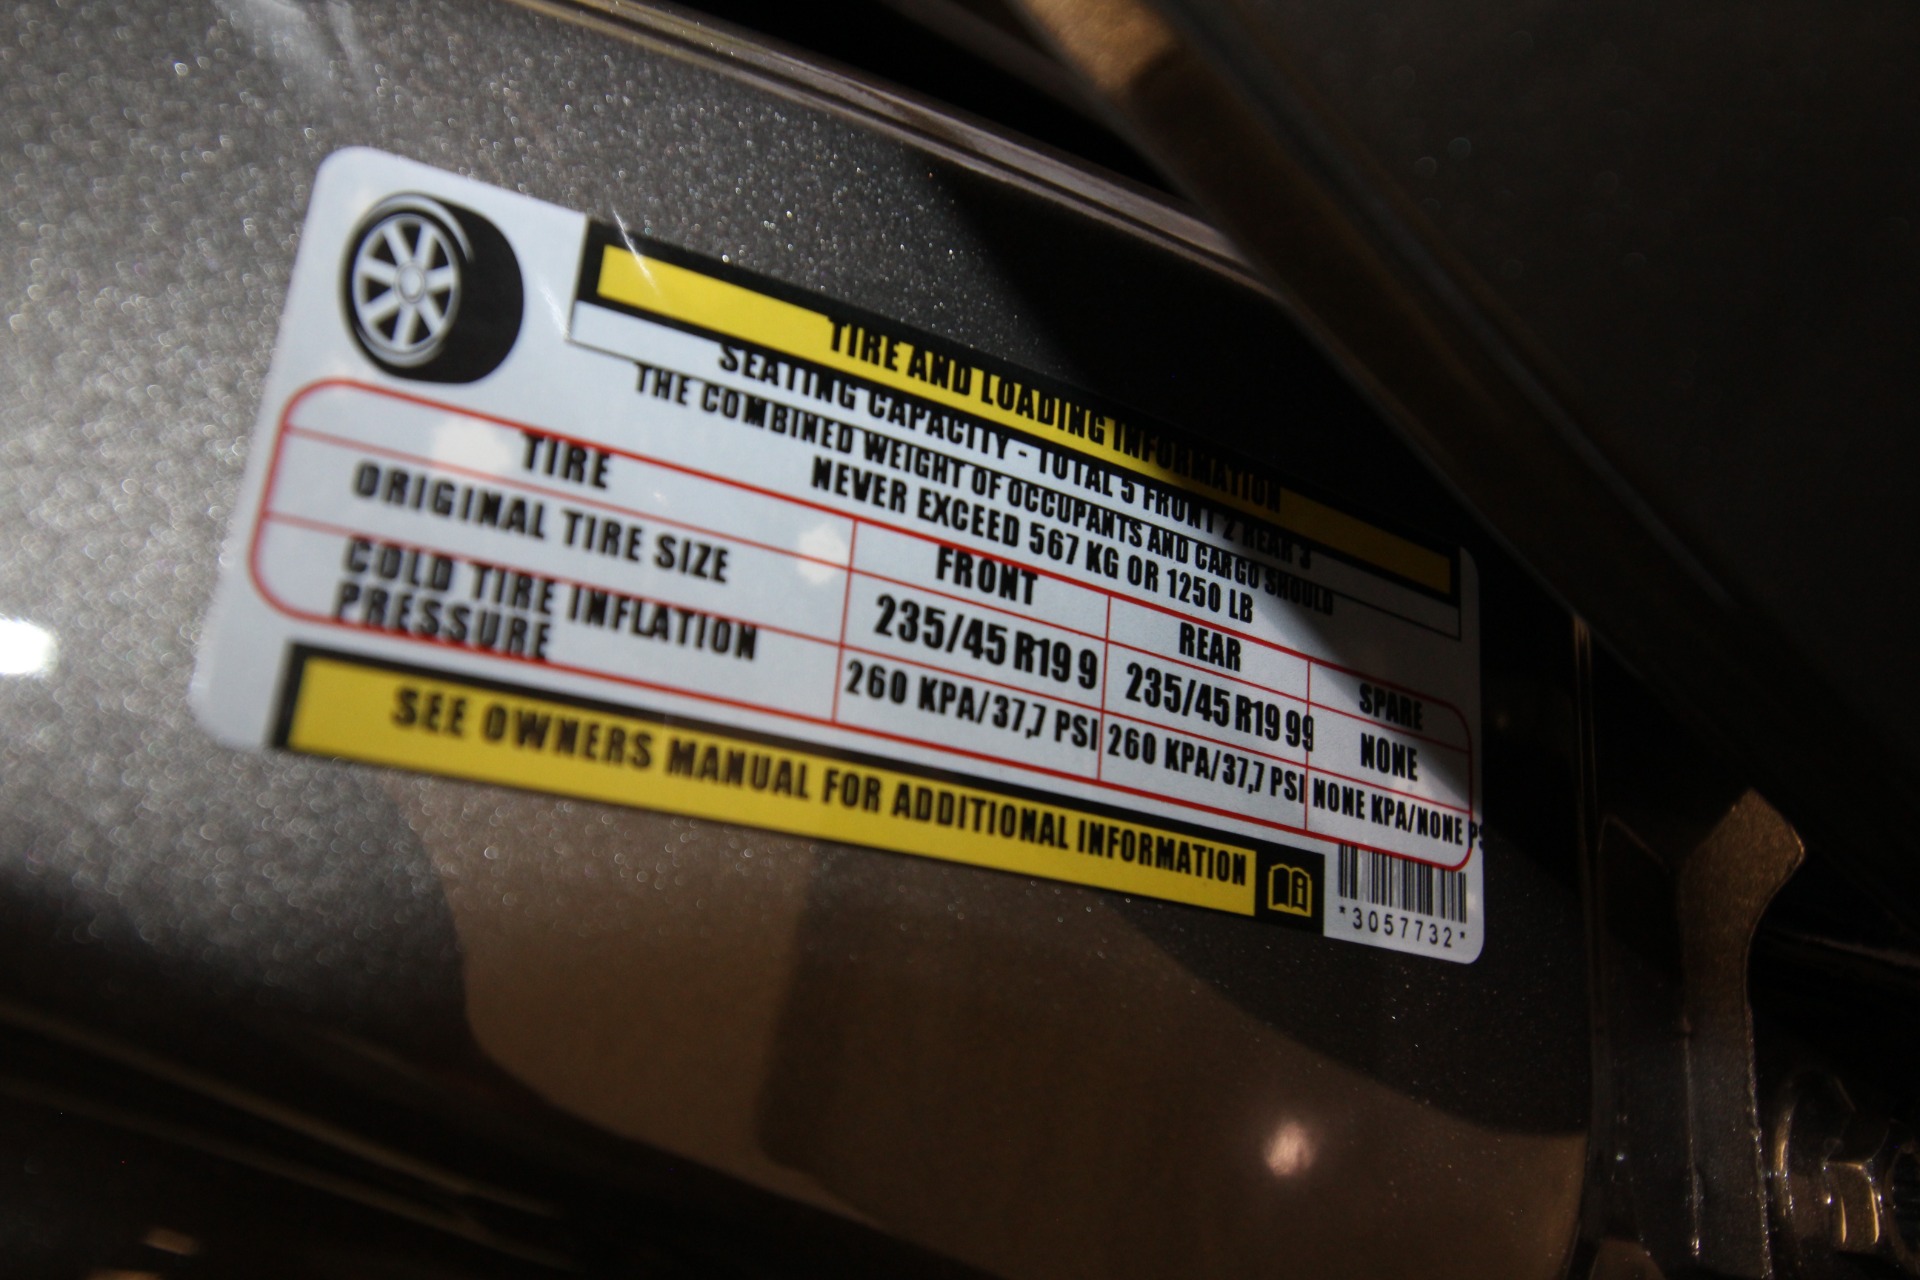 TIRE AND LOADING INFORMATION
SEATING CAPACITY - TOTAL 5 FRONT 2 REAR 3
THE COMBINED WEIGHT OF OCCUPANTS AND CARGO SHOULD
NEVER EXCEED 567 KG OR 1250 LB
TIRE FRONT REAR SPARE
ORIGINAL TIRE SIZE 235/45 R19 9 235/45 R19 99 NONE
COLD TIRE INFLATION
PRESSURE 260 KPA/37,7 PSI 260 KPA/37,7 PSI NONE KPA/NONE PS
SEE OWNERS MANUAL FOR ADDITIONAL INFORMATION
*3057732*